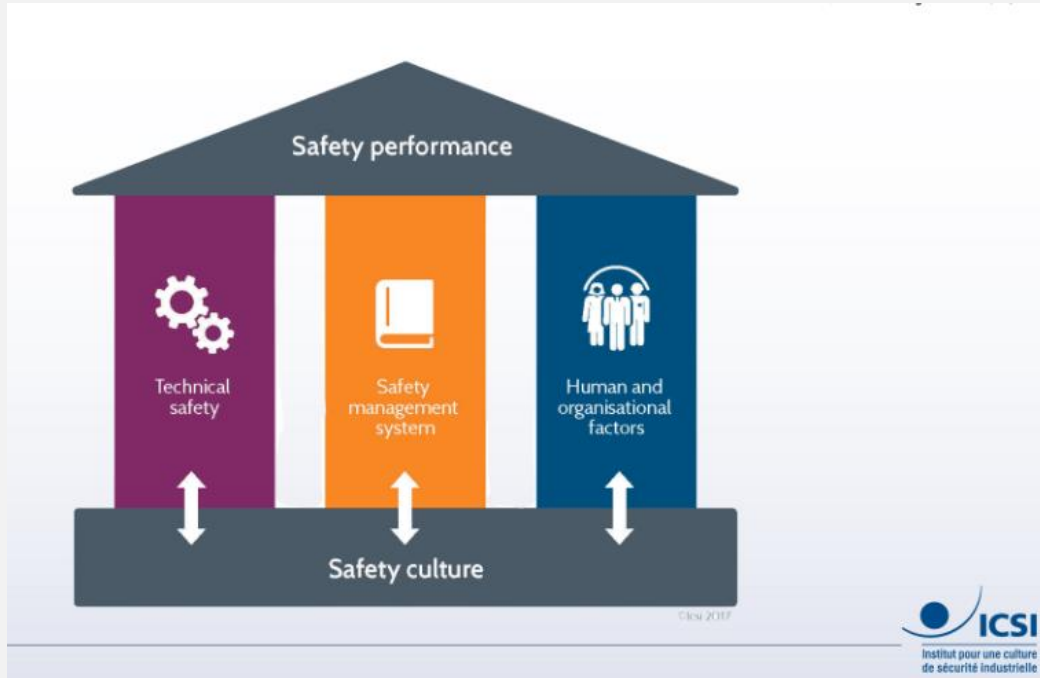 Safety performance
Technical
safety
Safety
management
system
Human and
organisational
factors
Safety culture
©Icsi 2017
ICSI
Institut pour une culture
de sécurité industrielle